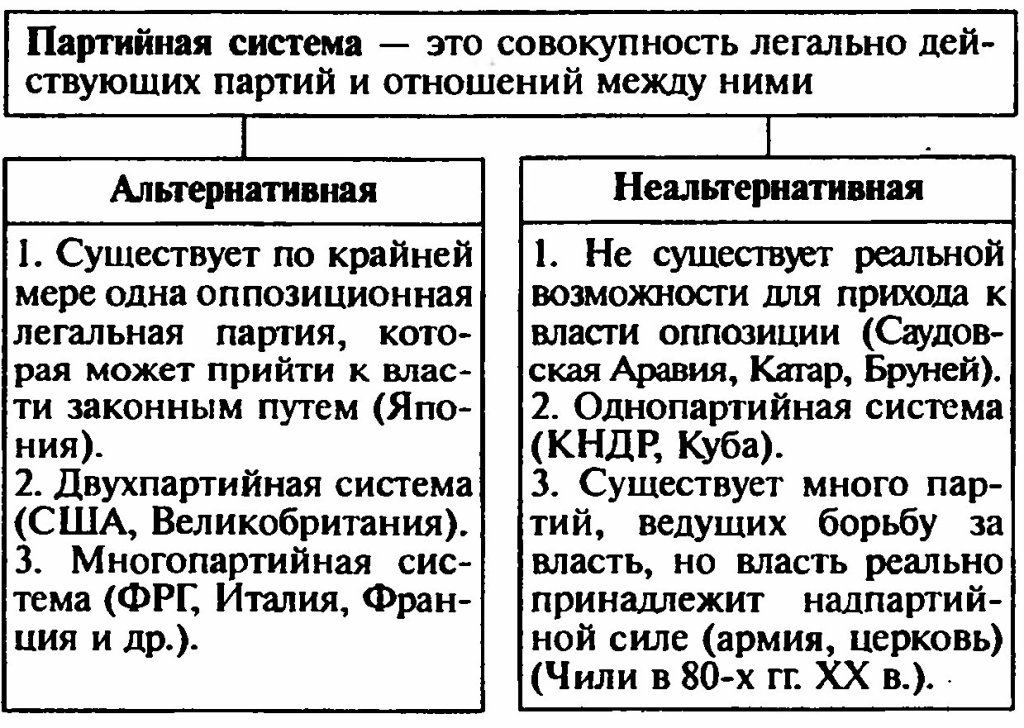 Партийная система — это совокупность легально дей-
ствующих партий и отношений между ними
Альтернативная
1. Существует по крайней
мере одна оппозиционная
легальная партия, кото-
рая может прийти к влас-
ти законным путем (Япо-
ния).
2. Двухпартийная система
(США, Великобритания).
3. Многопартийная сис-
тема (ФРГ, Италия, Фран-
ция и др.).
Неальтернативная
1. Не существует реальной
возможности для прихода к
власти оппозиции (Саудов-
ская Аравия, Катар, Бруней).
2. Однопартийная система
(КНДР, Куба).
3. Существует много пар-
тий, ведущих борьбу за
власть, но власть реально
принадлежит надпартий-
ной силе (армия, церковь)
(Чили в 80-х гг. XX в.).